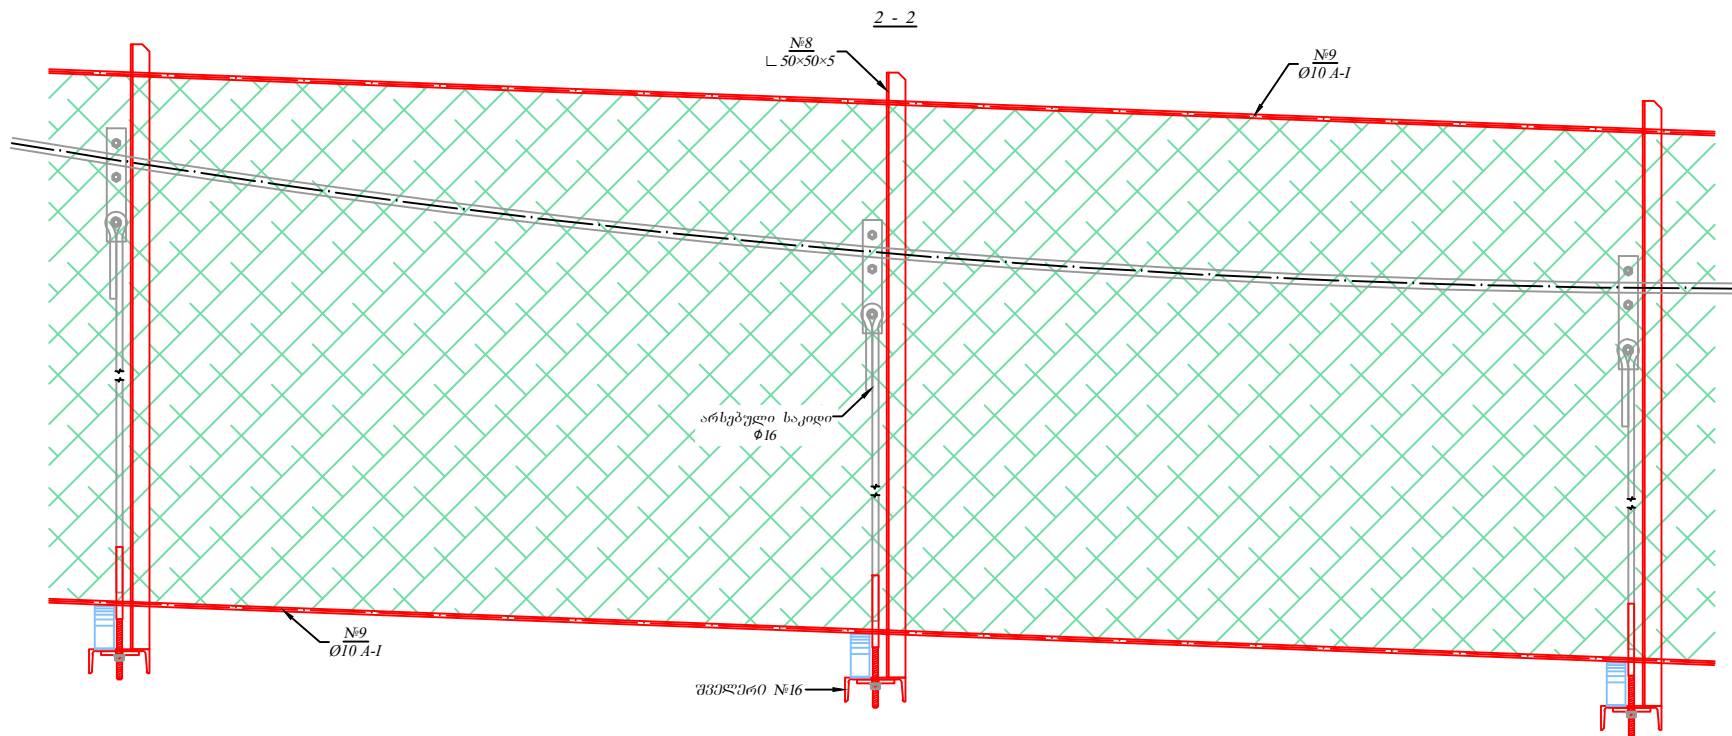 2 - 2
№8
∟ 50×50×5
№9
Ø10 A-I
არსებული საკიდი
ϕ16
№9
Ø10 A-I
შველერი №16